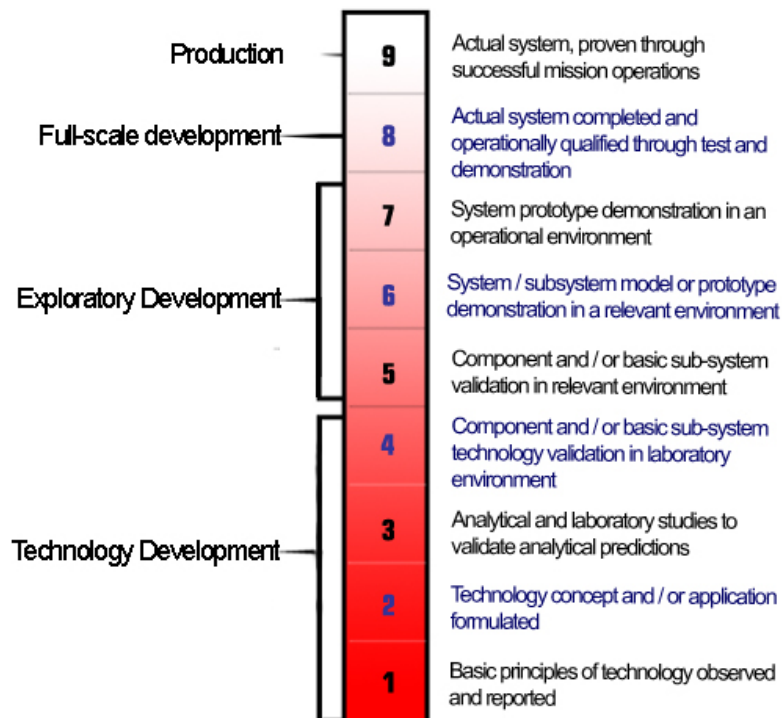 Production
9
Actual system, proven through
successful mission operations
Full-scale development
8
Actual system completed and
operationally qualified through test and
demonstration
7
System prototype demonstration in an
operational environment
Exploratory Development
6
System / subsystem model or prototype
demonstration in a relevant environment
5
Component and / or basic sub-system
validation in relevant environment
4
Component and / or basic sub-system
technology validation in laboratory
environment
Technology Development
3
Analytical and laboratory studies to
validate analytical predictions
2
Technology concept and / or application
formulated
1
Basic principles of technology observed
and reported